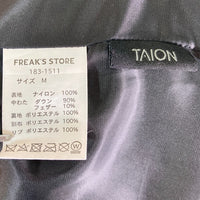 FREAK'S STORE
183-1511
サイズ M
表地 ナイロン 100%
中わた ダウン 90%
フェザー 10%
裏地 ポリエステル 100%
別布 ポリエステル 100%
リブ ポリエステル 100%
TAION